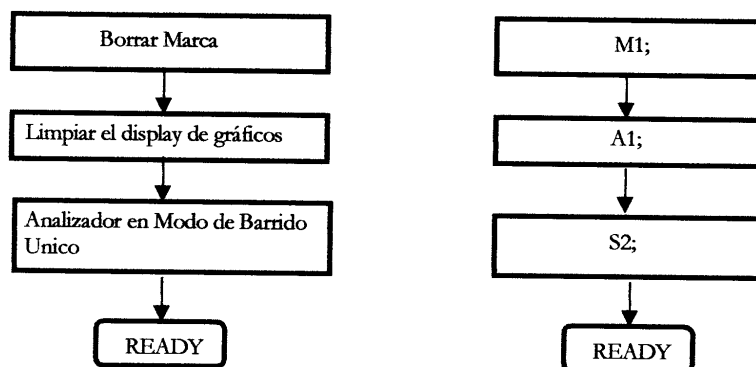 Borrar Marca
Limpiar el display de gráficos
Analizador en Modo de Barrido
Unico
READY
M1;
A1;
S2;
READY